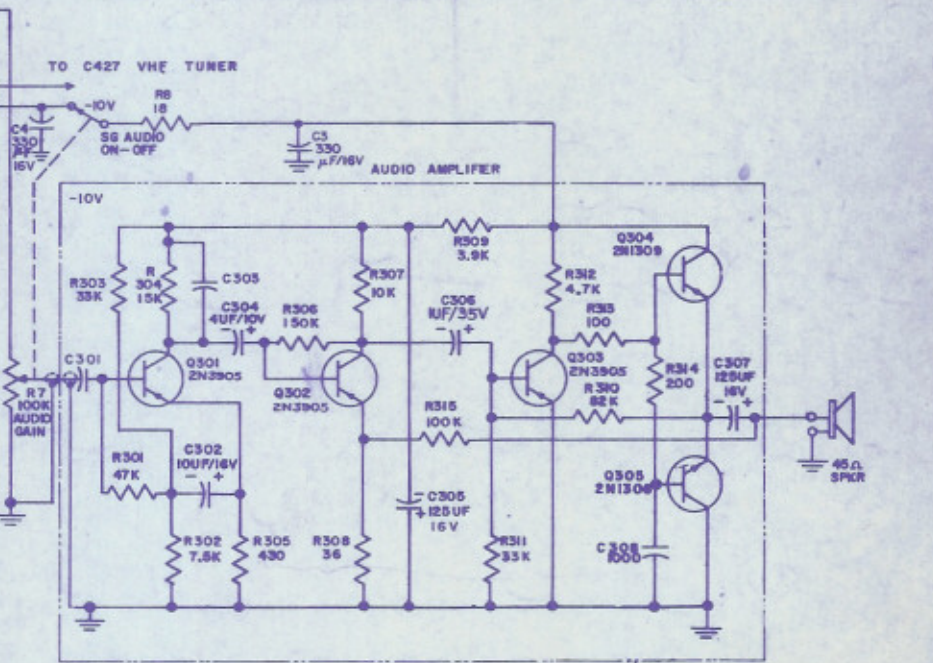 TO C427 VHF TUNER
-10V
R8
18
C4
330
µF
16V
SG AUDIO
ON-OFF
C3
330
µF/16V
AUDIO AMPLIFIER
-10V
R309
3.9K
Q304
2N1309
R303
33K
R
304
15K
C303
R307
10K
R312
4.7K
C304
4UF/10V
R306
150K
C306
1UF/35V
R313
100
C301
Q301
2N3905
Q302
2N3905
Q303
2N3905
R314
200
C307
125UF
16V
R7
100K
AUDIO
GAIN
R310
82K
R315
100K
R301
47K
C302
10UF/16V
C305
125UF
16V
Q305
45Ω
SPKR
R302
7.5K
R305
430
R308
36
R311
33K
C308
1000